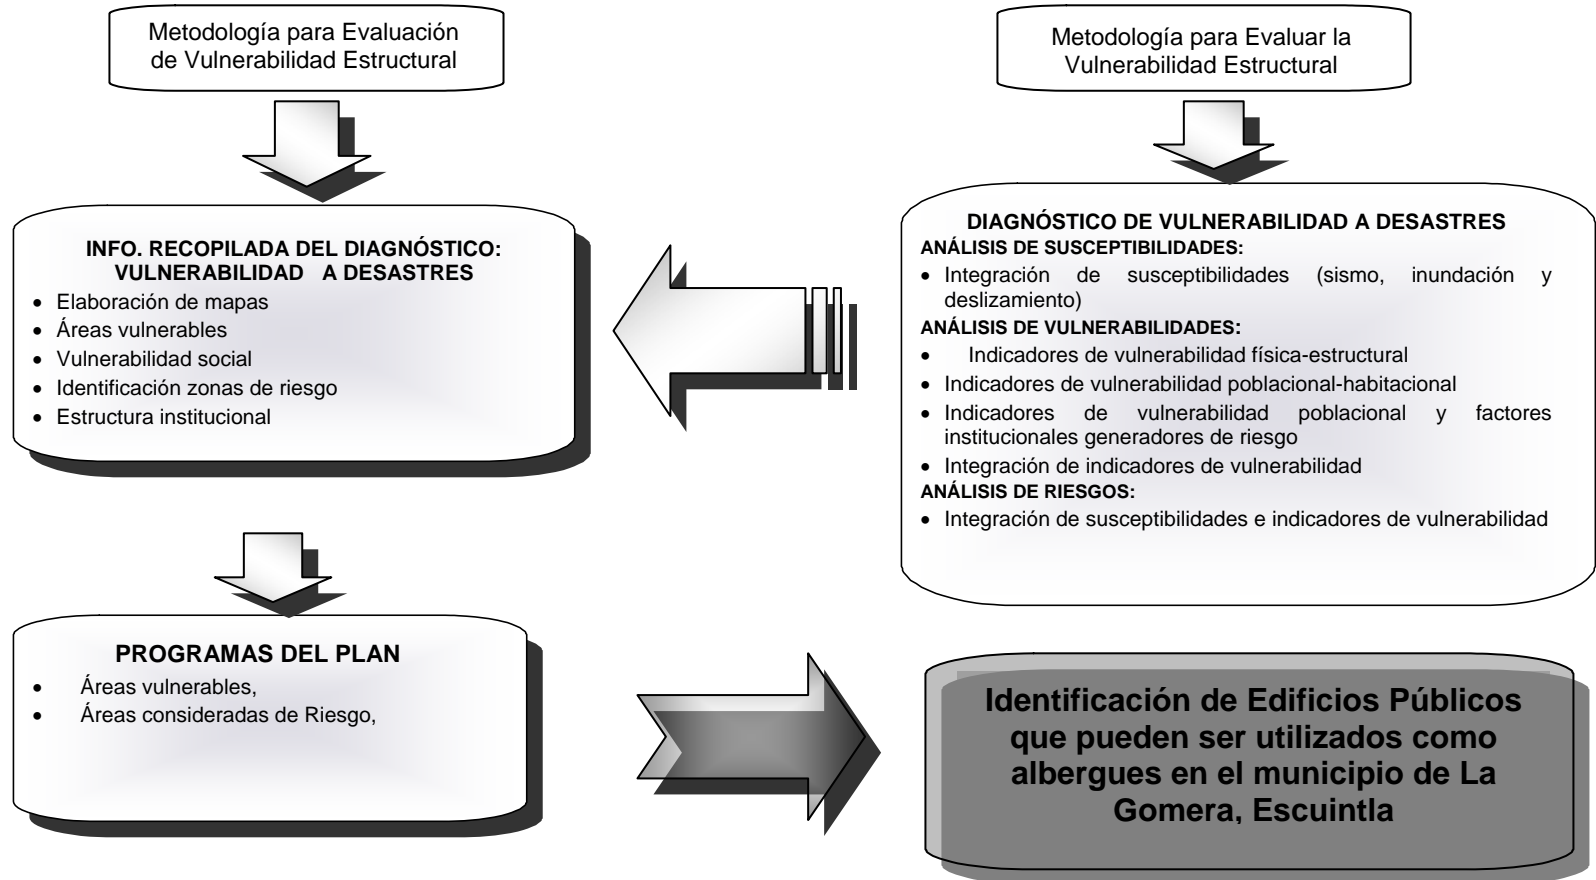 Metodología para Evaluación
de Vulnerabilidad Estructural
Metodología para Evaluar la
Vulnerabilidad Estructural
INFO. RECOPILADA DEL DIAGNÓSTICO:
VULNERABILIDAD A DESASTRES
• Elaboración de mapas
• Áreas vulnerables
• Vulnerabilidad social
• Identificación zonas de riesgo
• Estructura institucional
DIAGNÓSTICO DE VULNERABILIDAD A DESASTRES
ANÁLISIS DE SUSCEPTIBILIDADES:
• Integración de susceptibilidades (sismo, inundación y
deslizamiento)
ANÁLISIS DE VULNERABILIDADES:
• Indicadores de vulnerabilidad física-estructural
• Indicadores de vulnerabilidad poblacional-habitacional
• Indicadores de vulnerabilidad poblacional y factores
institucionales generadores de riesgo
• Integración de indicadores de vulnerabilidad
ANÁLISIS DE RIESGOS:
• Integración de susceptibilidades e indicadores de vulnerabilidad
PROGRAMAS DEL PLAN
• Áreas vulnerables,
• Áreas consideradas de Riesgo,
Identificación de Edificios Públicos
que pueden ser utilizados como
albergues en el municipio de La
Gomera, Escuintla